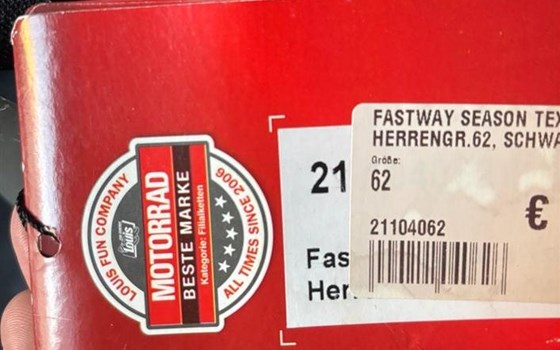 LOUIS FUN COMPANY
Louis
MOTORRAD
BESTE MARKE
Kategorie: Filialketten
ALL TIMES SINCE 2006
21
Fas
Her
FASTWAY SEASON TEX
HERRENGR.62, SCHWA
Größe:
62
€
21104062